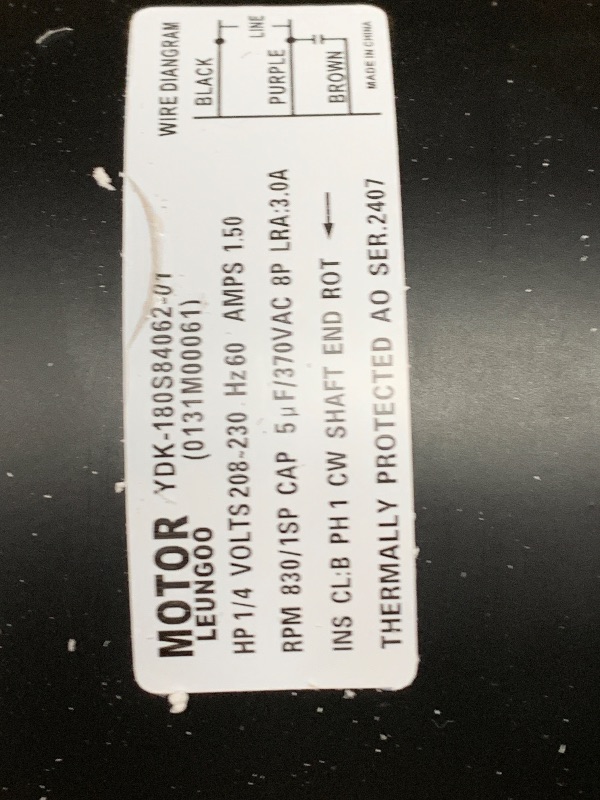 MOTOR YDK-180S84062-01
LEUNGOO (0131M00061)
HP 1/4 VOLTS 208-230 Hz 60 AMPS 1.50
RPM 830/1SP CAP 5μF/370VAC 8P LRA:3.0A
INS CL:B PH 1 CW SHAFT END ROT
THERMALLY PROTECTED AO SER.2407
WIRE DIANGRAM
BLACK
LINE
PURPLE
BROWN
MADE IN CHINA